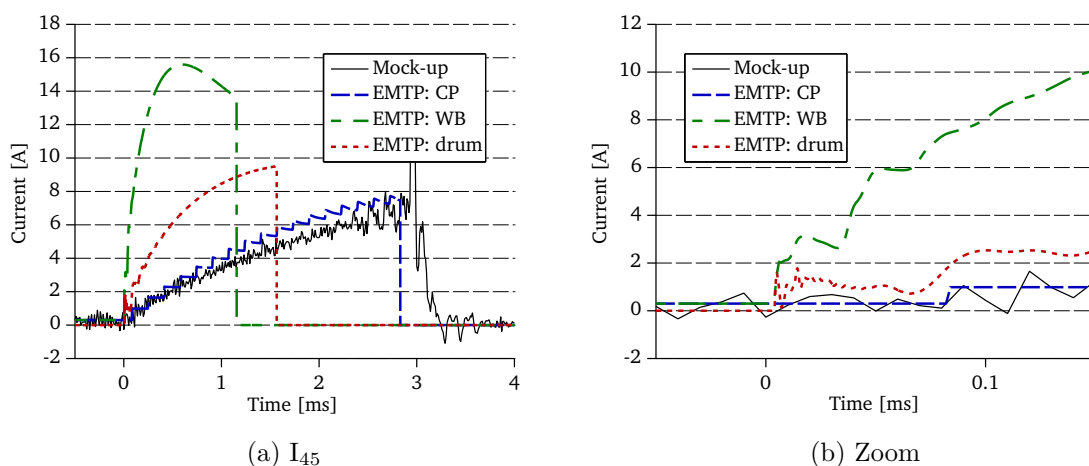 18
16
14
12
10
8
6
4
2
0
-2
Current [A]
Mock-up
EMTP: CP
EMTP: WB
EMTP: drum
0
1
2
3
4
Time [ms]
(a) I45
12
10
8
6
4
2
0
-2
Current [A]
Mock-up
EMTP: CP
EMTP: WB
EMTP: drum
0
0.1
Time [ms]
(b) Zoom